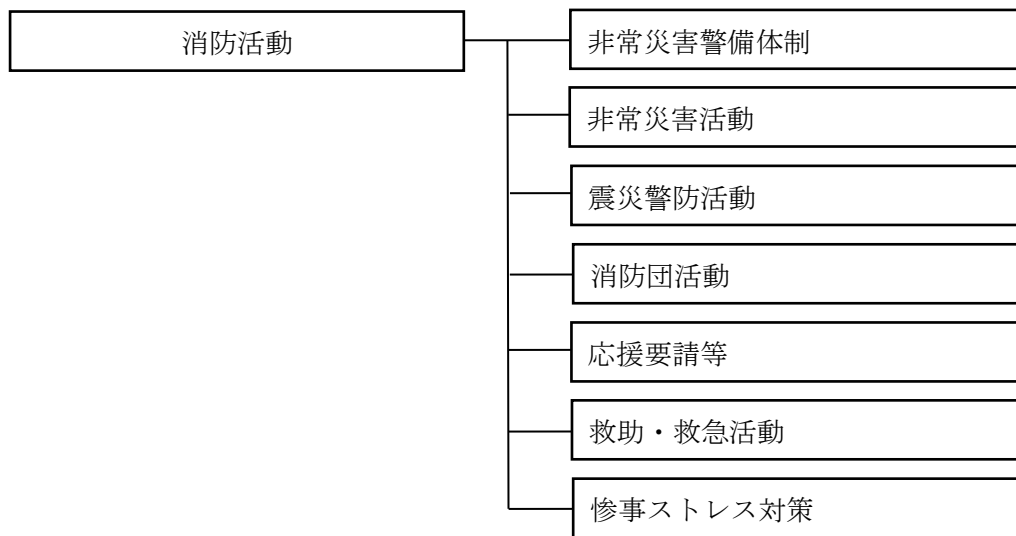 消防活動
非常災害警備体制
非常災害活動
震災警防活動
消防団活動
応援要請等
救助・救急活動
惨事ストレス対策